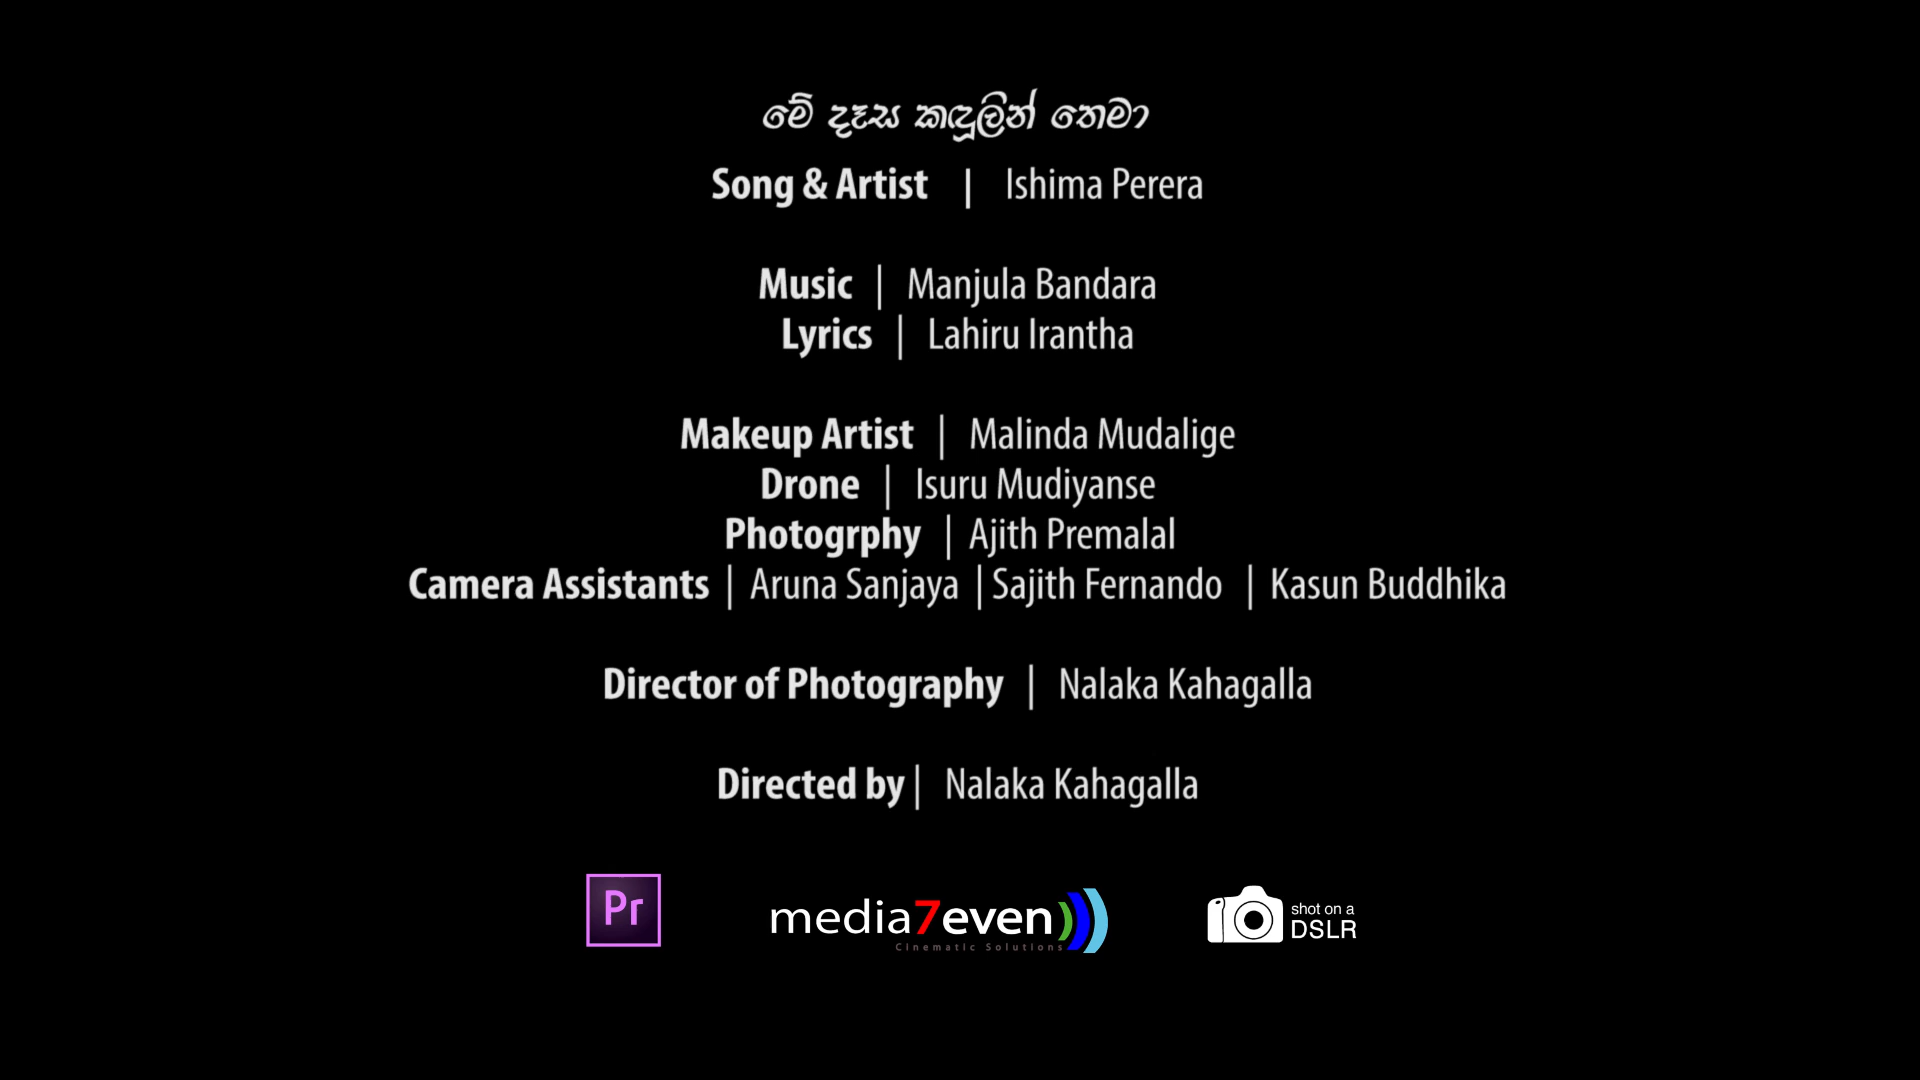 මේ දෑස කඳුලින් තෙමා
Song & Artist | Ishima Perera
Music | Manjula Bandara
Lyrics | Lahiru Irantha
Makeup Artist | Malinda Mudalige
Drone | Isuru Mudiyanse
Photogrphy | Ajith Premalal
Camera Assistants | Aruna Sanjaya | Sajith Fernando | Kasun Buddhika
Director of Photography | Nalaka Kahagalla
Directed by | Nalaka Kahagalla
Pr
media7even
Cinematic Solutions
shot on a
DSLR